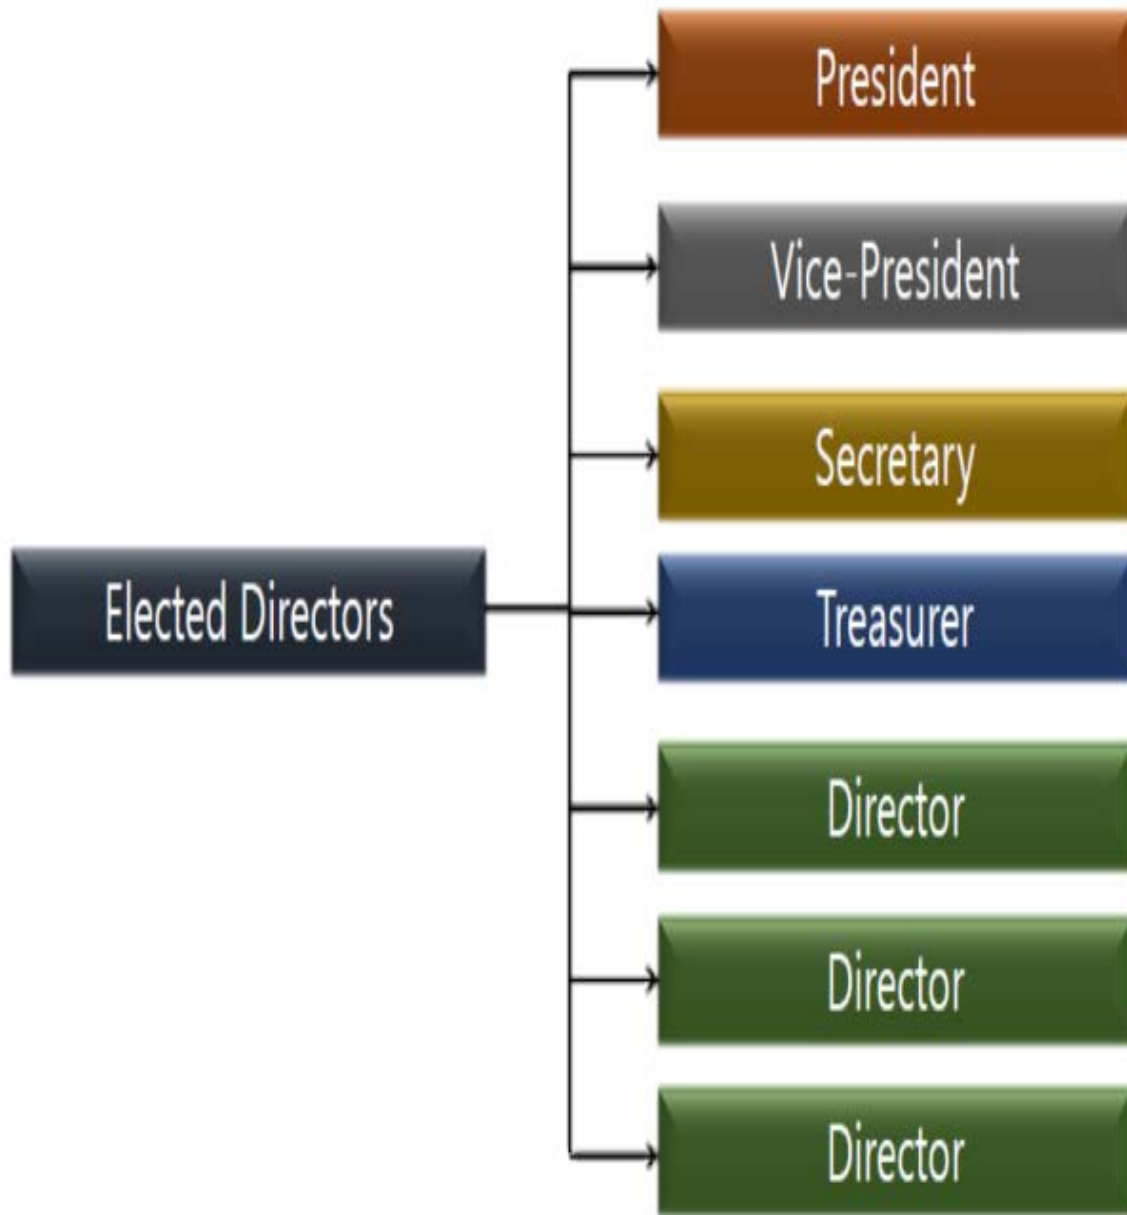 President
Vice-President
Secretary
Elected Directors
Treasurer
Director
Director
Director